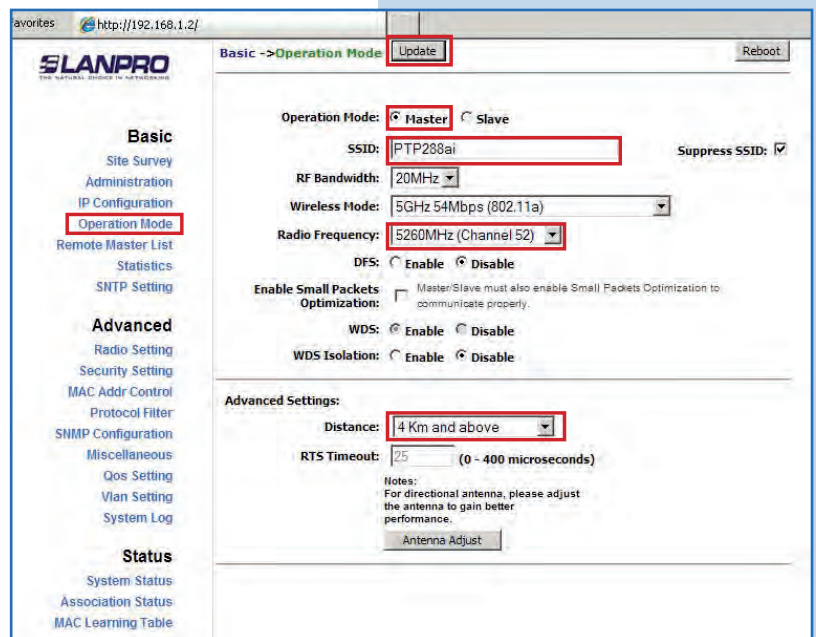 avorites
http://192.168.1.2/
LANPRO
THE NATURAL CHOICE IN NETWORKING
Basic ->Operation Mode
Update
Reboot
Basic
Site Survey
Administration
IP Configuration
Operation Mode
Remote Master List
Statistics
SNTP Setting
Advanced
Radio Setting
Security Setting
MAC Addr Control
Protocol Filter
SNMP Configuration
Miscellaneous
Qos Setting
Vlan Setting
System Log
Status
System Status
Association Status
MAC Learning Table
Operation Mode: Master Slave
SSID: PTP288ai Suppress SSID:
RF Bandwidth: 20MHz
Wireless Mode: 5GHz 54Mbps (802.11a)
Radio Frequency: 5260MHz (Channel 52)
DFS: Enable Disable
Enable Small Packets
Optimization:
Master/Slave must also enable Small Packets Optimization to
communicate properly.
WDS: Enable Disable
WDS Isolation: Enable Disable
Advanced Settings:
Distance: 4 Km and above
RTS Timeout: 25 (0 - 400 microseconds)
Notes:
For directional antenna, please adjust
the antenna to gain better
performance.
Antenna Adjust